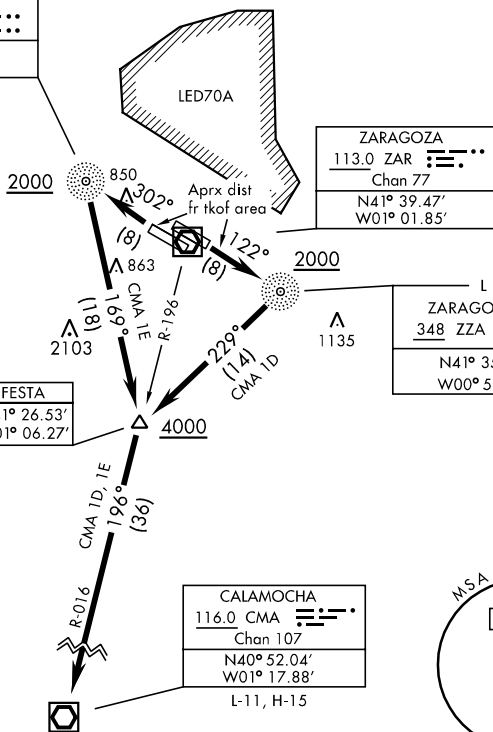 LED70A
ZARAGOZA
113.0 ZAR
Chan 77
N41° 39.47'
W01° 01.85'
2000
850
302°
Aprx dist
fr tkof area
(8)
122°
(8)
2000
863
CMA 1E
169°
(18)
R-196
2103
229°
(14)
CMA 1D
1135
L
ZARAGO
348 ZZA
N41° 35
W00° 5
FESTA
1° 26.53'
01° 06.27'
4000
CMA 1D, 1E
196°
(36)
R-016
CALAMOCHA
116.0 CMA
Chan 107
N40° 52.04'
W01° 17.88'
L-11, H-15
MSA